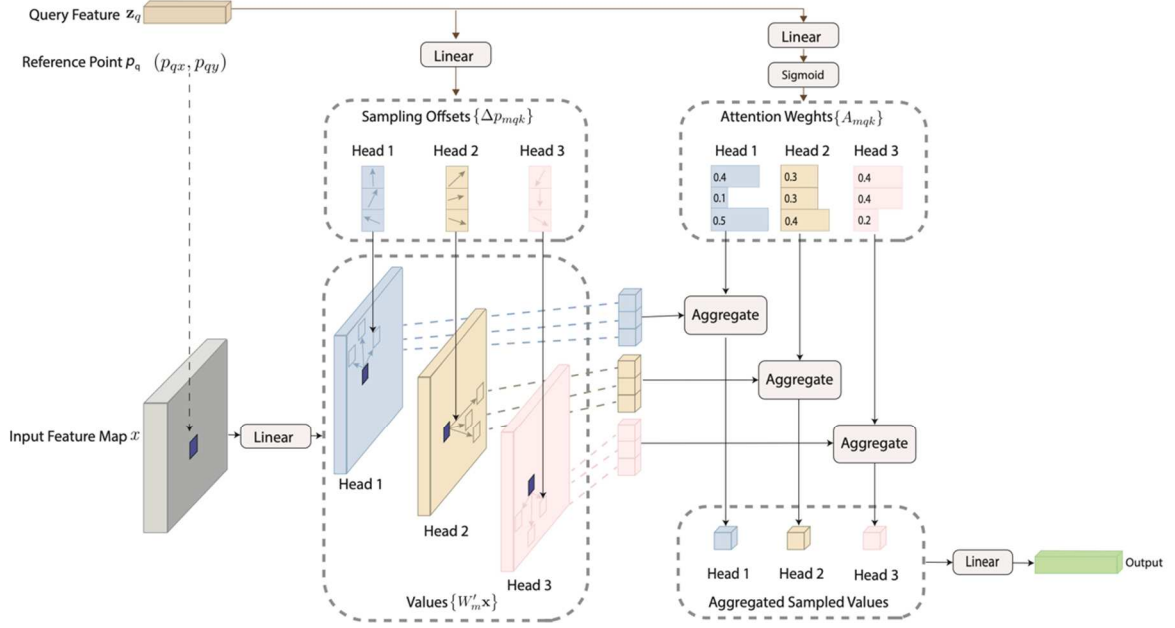 Query Feature z_q
Linear
Linear
Reference Point p_q (p_qx, p_qy)
Sigmoid
Sampling Offsets {Δp_mqk}
Attention Weghts{A_mqk}
Head 1 Head 2 Head 3
Head 1 Head 2 Head 3
0.4 0.3 0.4
0.1 0.3 0.4
0.5 0.4 0.2
Aggregate
Aggregate
Aggregate
Input Feature Map x
Linear
Head 1
Head 2
Head 3
Values {W'_m x}
Head 1 Head 2 Head 3
Aggregated Sampled Values
Linear
Output